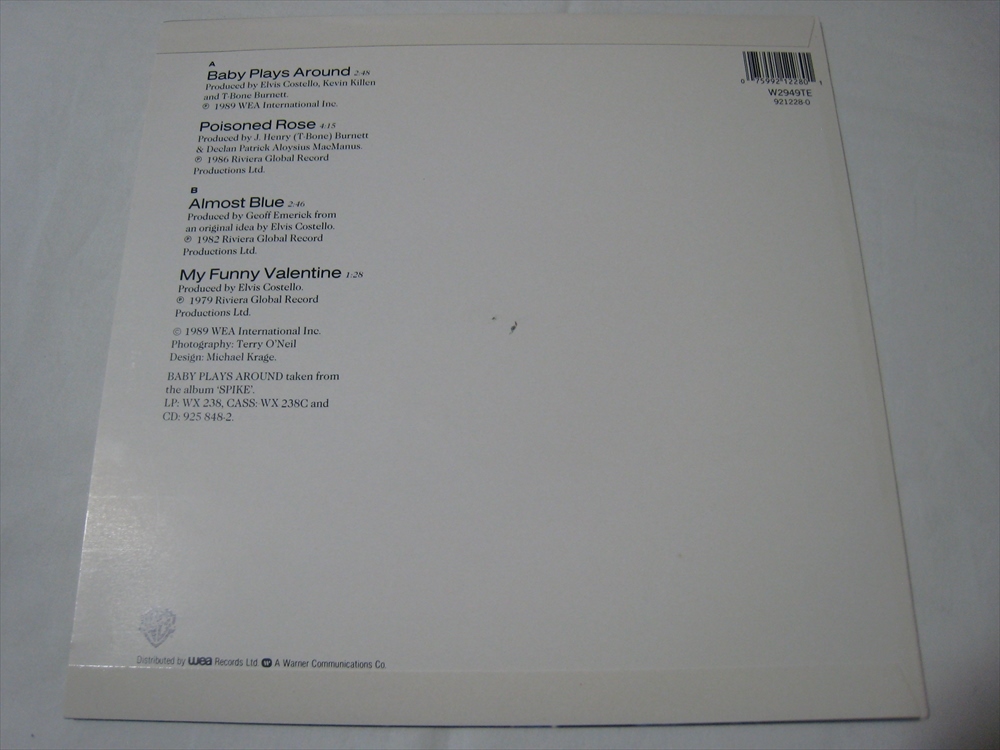 A
Baby Plays Around 2:48
Produced by Elvis Costello, Kevin Killen
and T-Bone Burnett.
℗ 1989 WEA International Inc.
Poisoned Rose 4:15
Produced by J. Henry (T-Bone) Burnett
& Declan Patrick Aloysius MacManus.
℗ 1986 Riviera Global Record
Productions Ltd.
B
Almost Blue 2:46
Produced by Geoff Emerick from
an original idea by Elvis Costello.
℗ 1982 Riviera Global Record
Productions Ltd.
My Funny Valentine 1:28
Produced by Elvis Costello.
℗ 1979 Riviera Global Record
Productions Ltd.
© 1989 WEA International Inc.
Photography: Terry O'Neil
Design: Michael Krage.
BABY PLAYS AROUND taken from
the album 'SPIKE'.
LP: WX 238, CASS: WX 238C and
CD: 925 848-2.
0 75992 12280 1
W2949TE
921228-0
Distributed by wea Records Ltd. A Warner Communications Co.